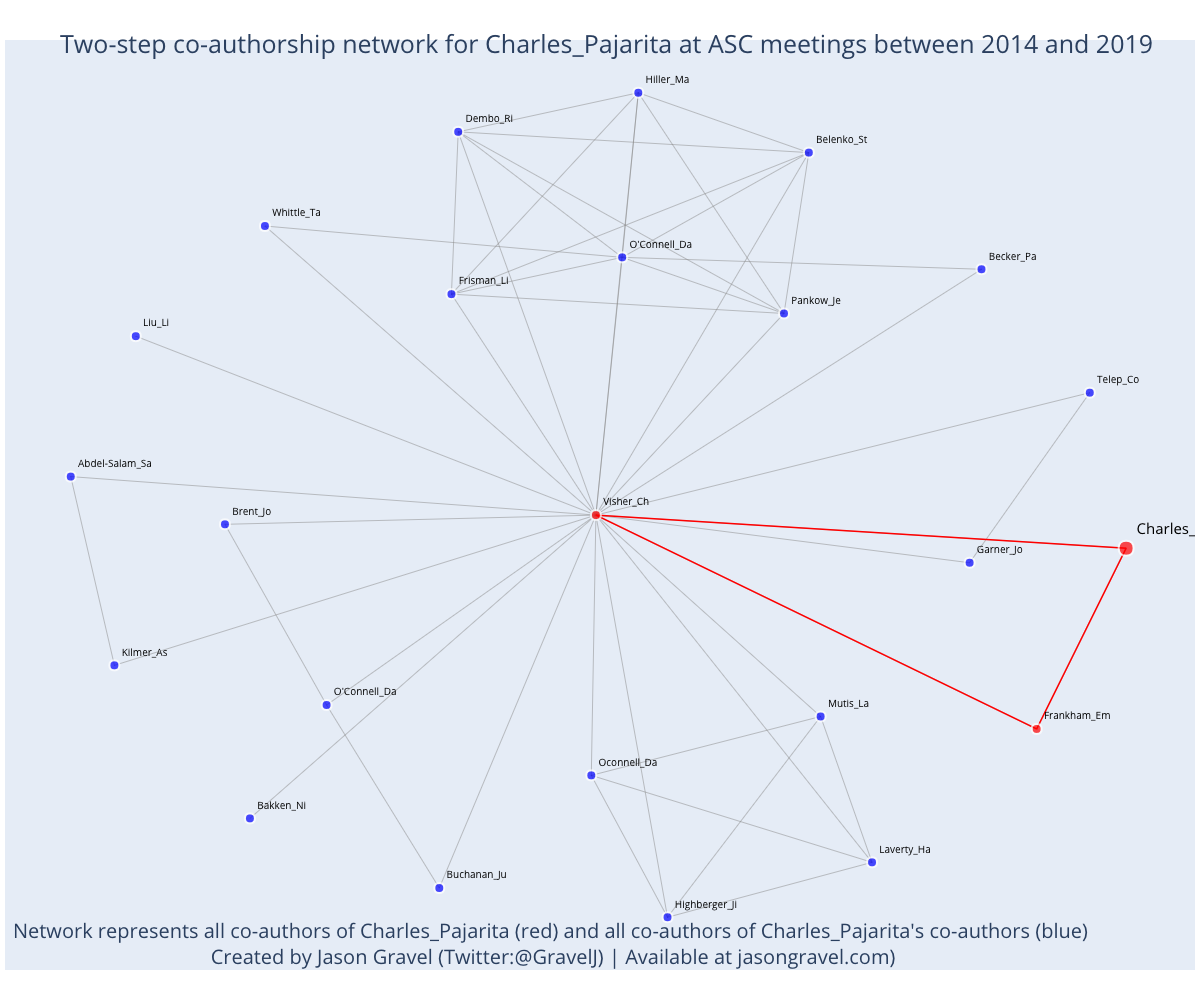 Two-step co-authorship network for Charles_Pajarita at ASC meetings between 2014 and 2019
Hiller_Ma
Dembo_Ri
Belenko_St
Whittle_Ta
O'Connell_Da
Becker_Pa
Frisman_Li
Pankow_Je
Liu_Li
Telep_Co
Abdel-Salam_Sa
Visher_Ch
Brent_Jo
Charles_
Garner_Jo
Kilmer_As
O'Connell_Da
Mutis_La
Frankham_Em
Oconnell_Da
Bakken_Ni
Laverty_Ha
Buchanan_Ju
Highberger_Ji
Network represents all co-authors of Charles_Pajarita (red) and all co-authors of Charles_Pajarita's co-authors (blue)
Created by Jason Gravel (Twitter:@GravelJ) | Available at jasongravel.com)